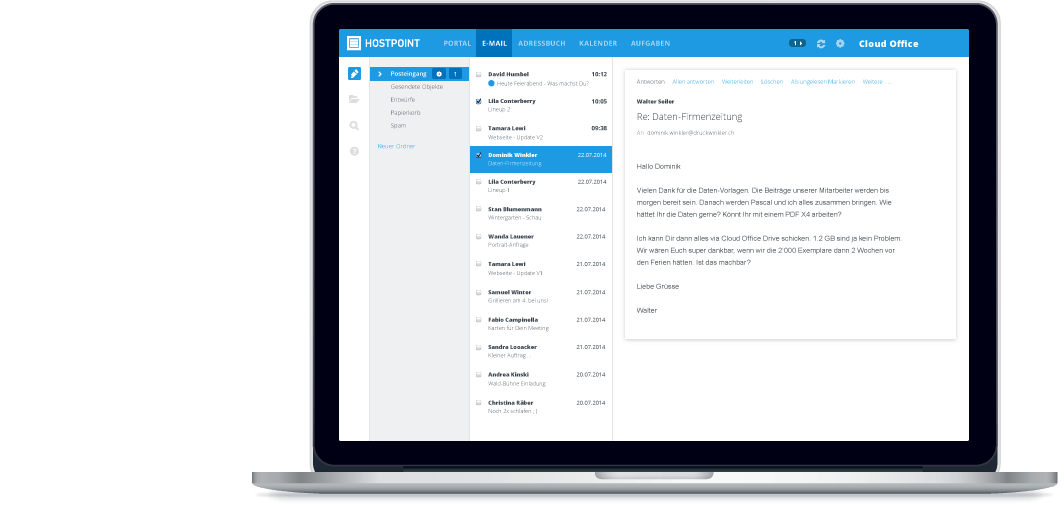 HOSTPOINT
PORTAL E-MAIL ADRESSBUCH KALENDER AUFGABEN
1
Cloud Office
Posteingang 1
Gesendete Objekte
Entwürfe
Papierkorb
Spam
Neuer Ordner
David Humbel 10:12
Heute Feierabend - Was machst Du?
Lila Conterberry 10:05
Lineup 2
Tamara Lewi 09:38
Webseite - Update V2
Dominik Winkler 22.07.2014
Daten-Firmenzeitung
Lila Conterberry 22.07.2014
Lineup 1
Stan Blumenmann 22.07.2014
Wintergarten - Schau
Wanda Lauener 22.07.2014
Portrait-Anfrage
Tamara Lewi 21.07.2014
Webseite - Update V1
Samuel Winter 21.07.2014
Grillieren am 4. bei uns!
Fabio Campinella 21.07.2014
Karten für Dein Meeting
Sandra Looacker 21.07.2014
Kleiner Auftrag...
Andrea Kinski 20.07.2014
Wald-Bühne Einladung
Christina Räber 20.07.2014
Noch 2x schlafen ; )
Antworten Allen antworten Weiterleiten Löschen Als ungelesen Markieren Weitere ...
Walter Seiler
Re: Daten-Firmenzeitung
An dominik.winkler@druckwinkler.ch
Hallo Dominik
Vielen Dank für die Daten-Vorlagen. Die Beiträge unserer Mitarbeiter werden bis
morgen bereit sein. Danach werden Pascal und ich alles zusammen bringen. Wie
hättet Ihr die Daten gerne? Könnt Ihr mit einem PDF X4 arbeiten?
Ich kann Dir dann alles via Cloud Office Drive schicken. 1.2 GB sind ja kein Problem.
Wir wären Euch super dankbar, wenn wir die 2'000 Exemplare dann 2 Wochen vor
den Ferien hätten. Ist das machbar?
Liebe Grüsse
Walter